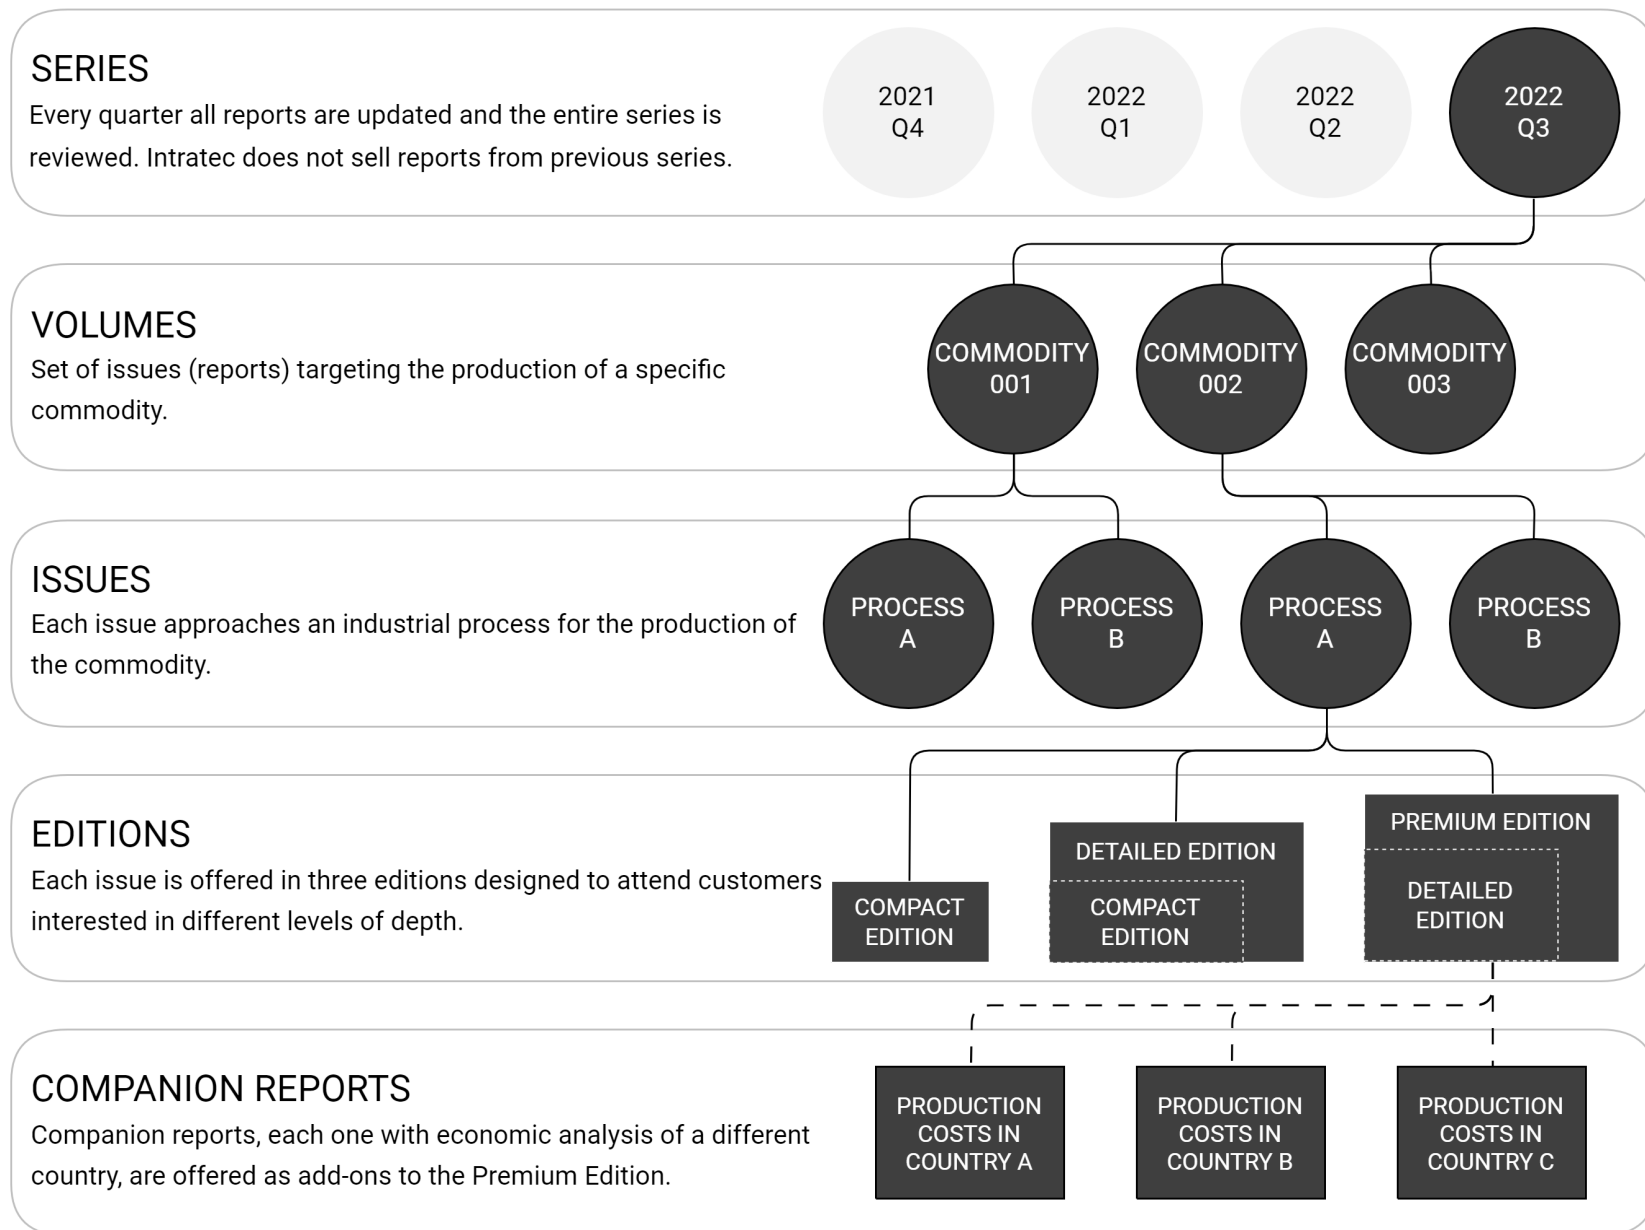 SERIES
Every quarter all reports are updated and the entire series is
reviewed. Intratec does not sell reports from previous series.
2021
Q4
2022
Q1
2022
Q2
2022
Q3
VOLUMES
Set of issues (reports) targeting the production of a specific
commodity.
COMMODITY
001
COMMODITY
002
COMMODITY
003
ISSUES
Each issue approaches an industrial process for the production of
the commodity.
PROCESS
A
PROCESS
B
PROCESS
A
PROCESS
B
EDITIONS
Each issue is offered in three editions designed to attend customers
interested in different levels of depth.
COMPACT
EDITION
DETAILED EDITION
COMPACT
EDITION
PREMIUM EDITION
DETAILED
EDITION
COMPANION REPORTS
Companion reports, each one with economic analysis of a different
country, are offered as add-ons to the Premium Edition.
PRODUCTION
COSTS IN
COUNTRY A
PRODUCTION
COSTS IN
COUNTRY B
PRODUCTION
COSTS IN
COUNTRY C